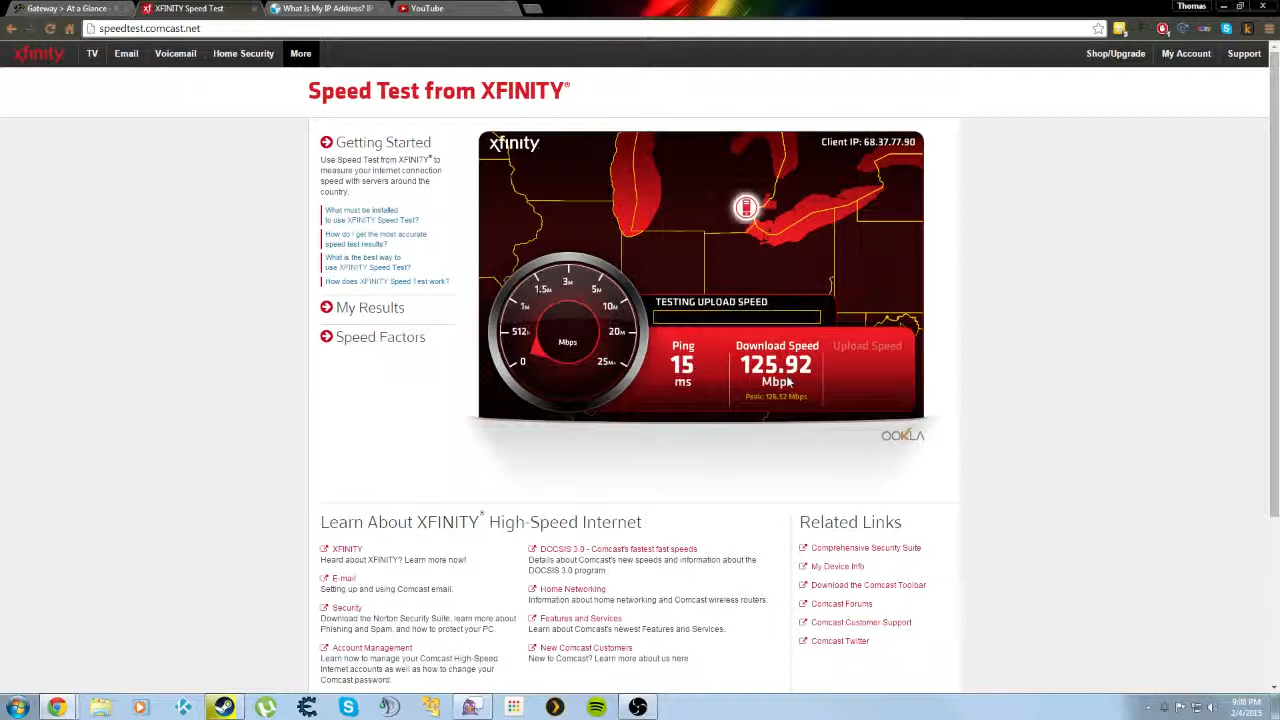 Gateway > At a Glance
XFINITY Speed Test
What Is My IP Address? IP
YouTube
Thomas
speedtest.comcast.net
xfinity
TV
Email
Voicemail
Home Security
More
Shop/Upgrade
My Account
Support
Speed Test from XFINITY®
Getting Started
Use Speed Test from XFINITY® to
measure your internet connection
speed with servers around the
country.
What must be installed
to use XFINITY Speed Test?
How do I get the most accurate
speed test results?
What is the best way to
use XFINITY Speed Test?
How does XFINITY Speed Test work?
My Results
Speed Factors
xfinity
Client IP: 68.37.77.90
3M
1.5M
5M
1M
10M
512k
20M
Mbps
0
25M+
TESTING UPLOAD SPEED
Ping
15
ms
Download Speed
125.92
Mbps
Peak: 126.52 Mbps
Upload Speed
OOKLA
Learn About XFINITY® High-Speed Internet
XFINITY
Heard about XFINITY? Learn more now!
E-mail
Setting up and using Comcast email.
Security
Download the Norton Security Suite, learn more about
Phishing and Spam, and how to protect your PC.
Account Management
Learn how to manage your Comcast High-Speed
Internet accounts as well as how to change your
Comcast password.
DOCSIS 3.0 - Comcast's fastest fast speeds
Details about Comcast's new speeds and information about the
DOCSIS 3.0 program
Home Networking
Information about home networking and Comcast wireless routers.
Features and Services
Learn about Comcast's newest Features and Services.
New Comcast Customers
New to Comcast? Learn more about us here
Related Links
Comprehensive Security Suite
My Device Info
Download the Comcast Toolbar
Comcast Forums
Comcast Customer Support
Comcast Twitter
9:08 PM
2/4/2015